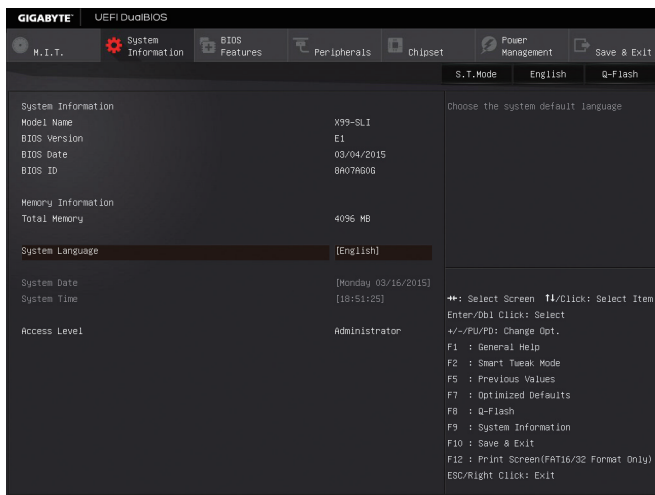 GIGABYTE™ UEFI DualBIOS
M.I.T. System Information BIOS Features Peripherals Chipset Power Management Save & Exit
S.T.Mode English Q-Flash
System Information
Model Name X99-SLI
BIOS Version E1
BIOS Date 03/04/2015
BIOS ID 8A07AG0G
Memory Information
Total Memory 4096 MB
System Language [English]
System Date [Monday 03/16/2015]
System Time [18:51:25]
Access Level Administrator
Choose the system default language
→←: Select Screen ↑↓/Click: Select Item
Enter/Dbl Click: Select
+/-/PU/PD: Change Opt.
F1 : General Help
F2 : Smart Tweak Mode
F5 : Previous Values
F7 : Optimized Defaults
F8 : Q-Flash
F9 : System Information
F10 : Save & Exit
F12 : Print Screen(FAT16/32 Format Only)
ESC/Right Click: Exit